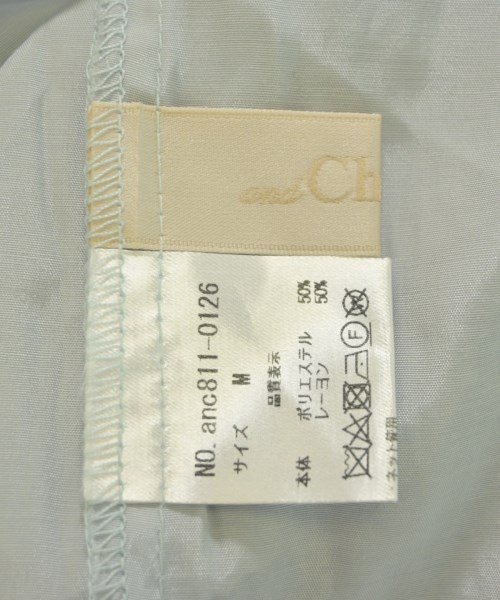 and Ch
NO. anc811-0126
サイズ M
品質表示
本体 ポリエステル 50%
レーヨン 50%
ネット使用